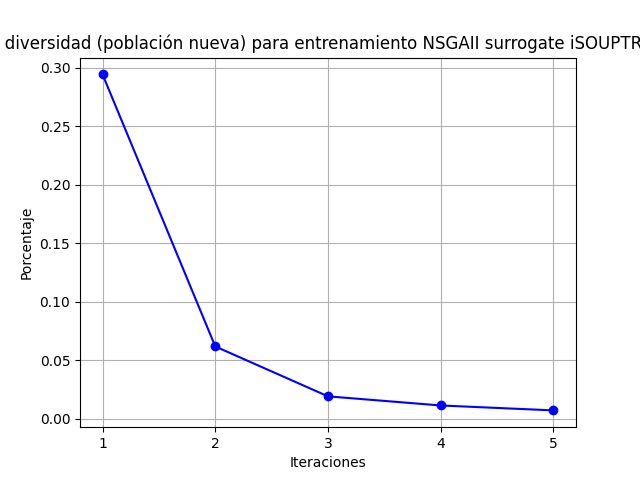 diversidad (población nueva) para entrenamiento NSGAII surrogate iSOUPTR
0.30
0.25
0.20
0.15
0.10
0.05
0.00
Porcentaje
1 2 3 4 5
Iteraciones